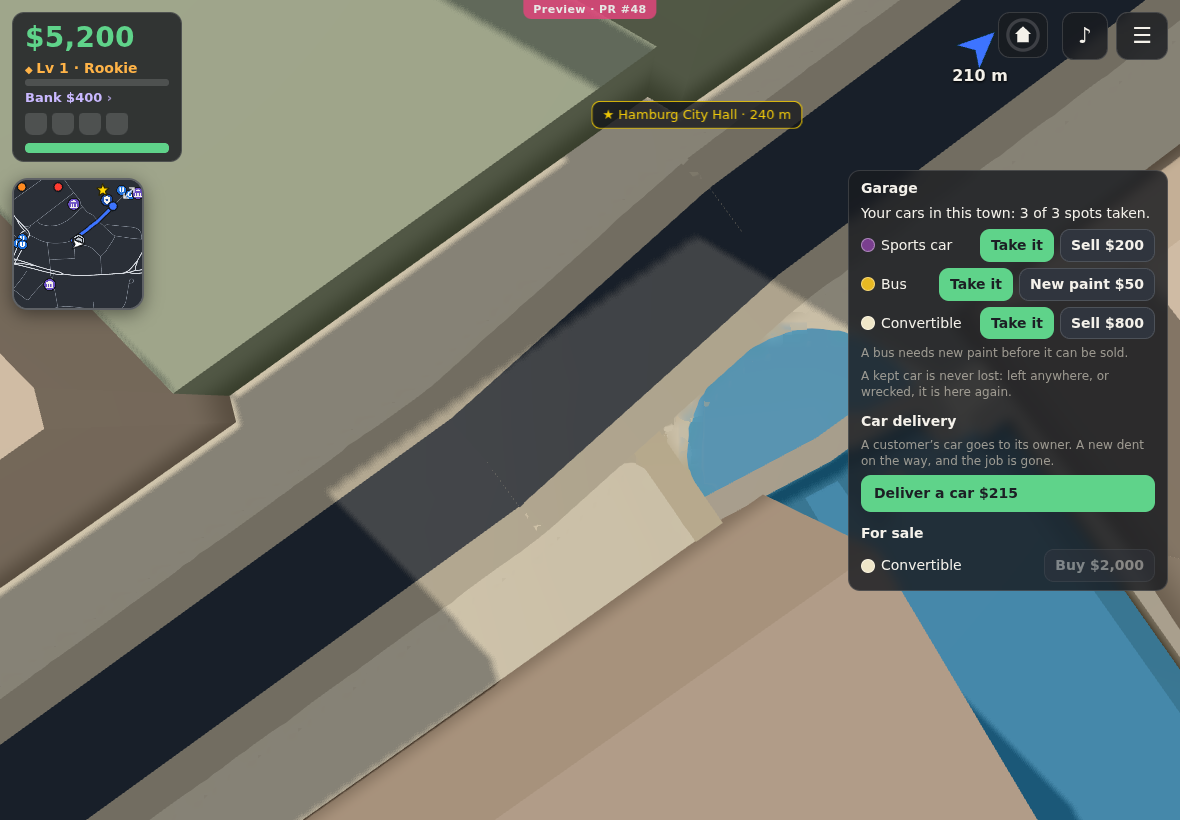 Preview · PR #48
$5,200
◆ Lv 1 · Rookie
Bank $400 ›
210 m
★ Hamburg City Hall · 240 m
Garage
Your cars in this town: 3 of 3 spots taken.
Sports car Take it Sell $200
Bus Take it New paint $50
Convertible Take it Sell $800
A bus needs new paint before it can be sold.
A kept car is never lost: left anywhere, or
wrecked, it is here again.
Car delivery
A customer's car goes to its owner. A new dent
on the way, and the job is gone.
Deliver a car $215
For sale
Convertible Buy $2,000